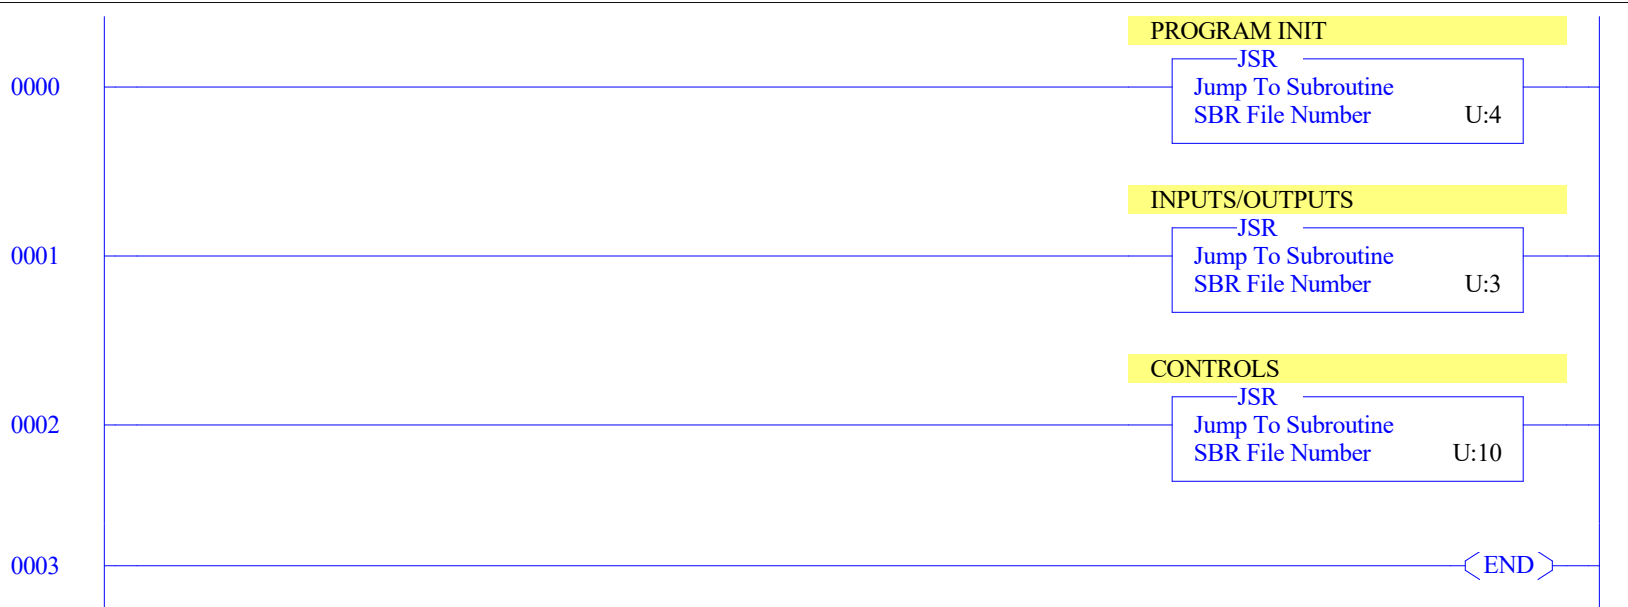 PROGRAM INIT
JSR
0000
Jump To Subroutine
SBR File Number U:4
INPUTS/OUTPUTS
JSR
0001
Jump To Subroutine
SBR File Number U:3
CONTROLS
JSR
0002
Jump To Subroutine
SBR File Number U:10
0003
END